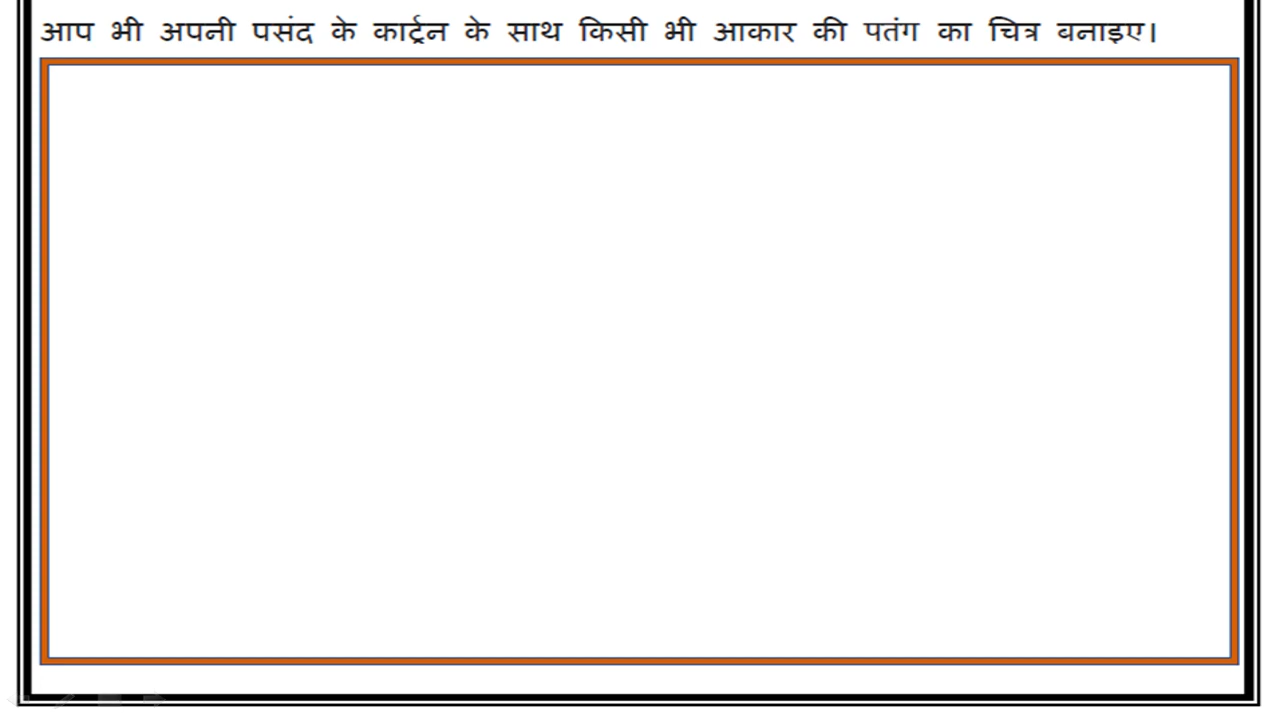 आप भी अपनी पसंद के कार्टून के साथ किसी भी आकार की पतंग का चित्र बनाइए।